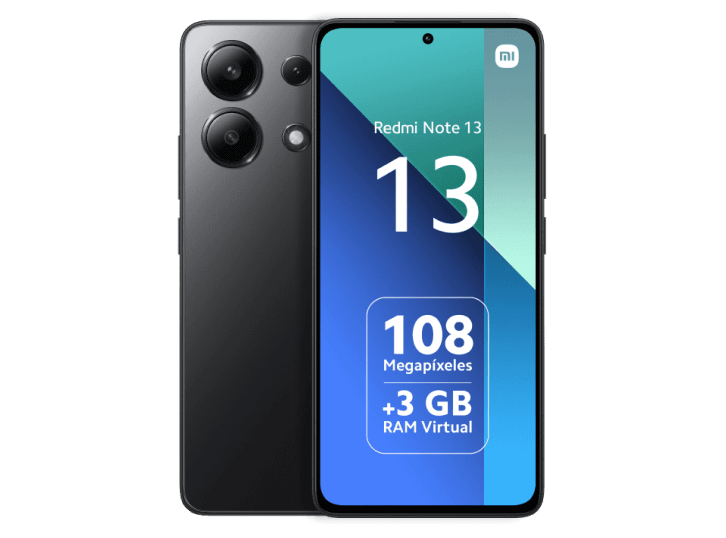 mi
Redmi Note 13
13
108
Megapíxeles
+3 GB
RAM Virtual